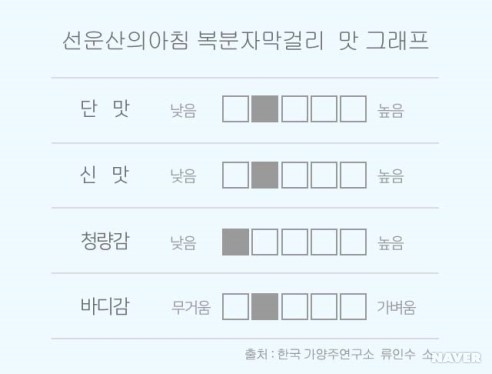 선운산의아침 복분자막걸리 맛 그래프
단 맛 낮음 높음
신 맛 낮음 높음
청량감 낮음 높음
바디감 무거움 가벼움
출처 : 한국 가양주연구소 류인수 소
NAVER